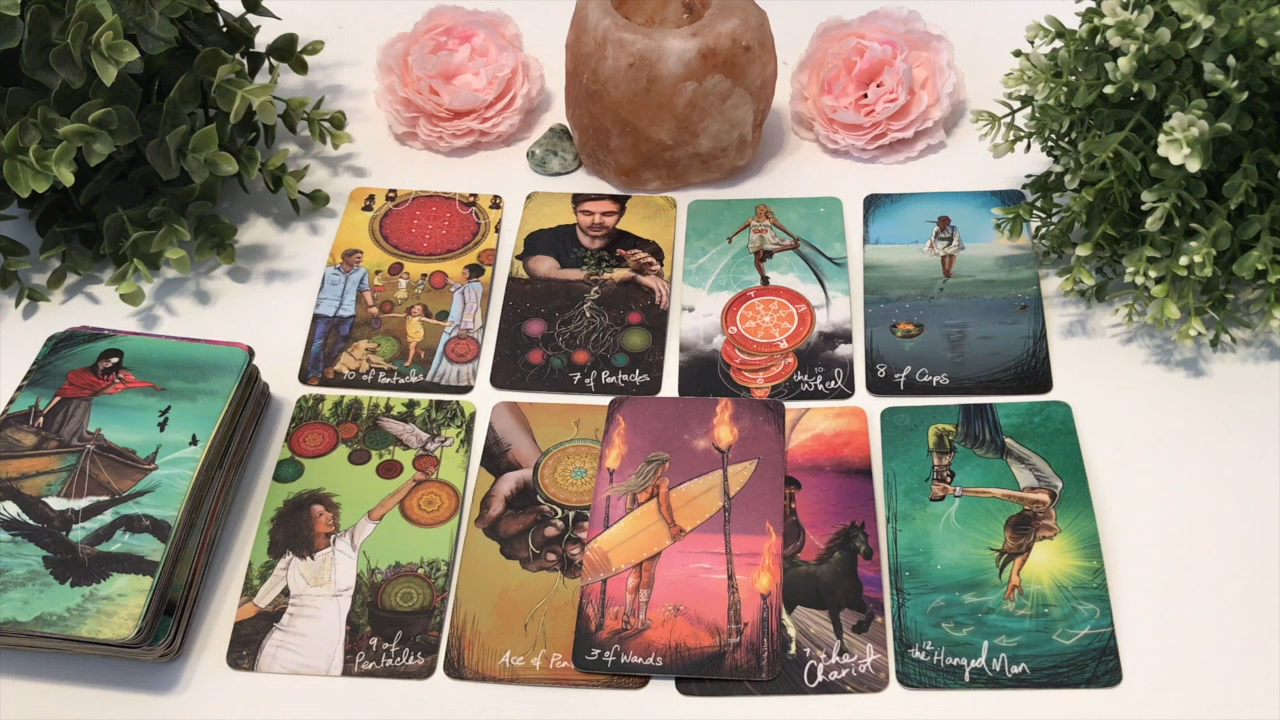 10 of Pentacles
7 of Pentacles
TARO
the 10
Wheel
8 of Cups
9 of
Pentacles
Ace of Pen
3 of Wands
7 the
Chariot
the 12 Hanged Man